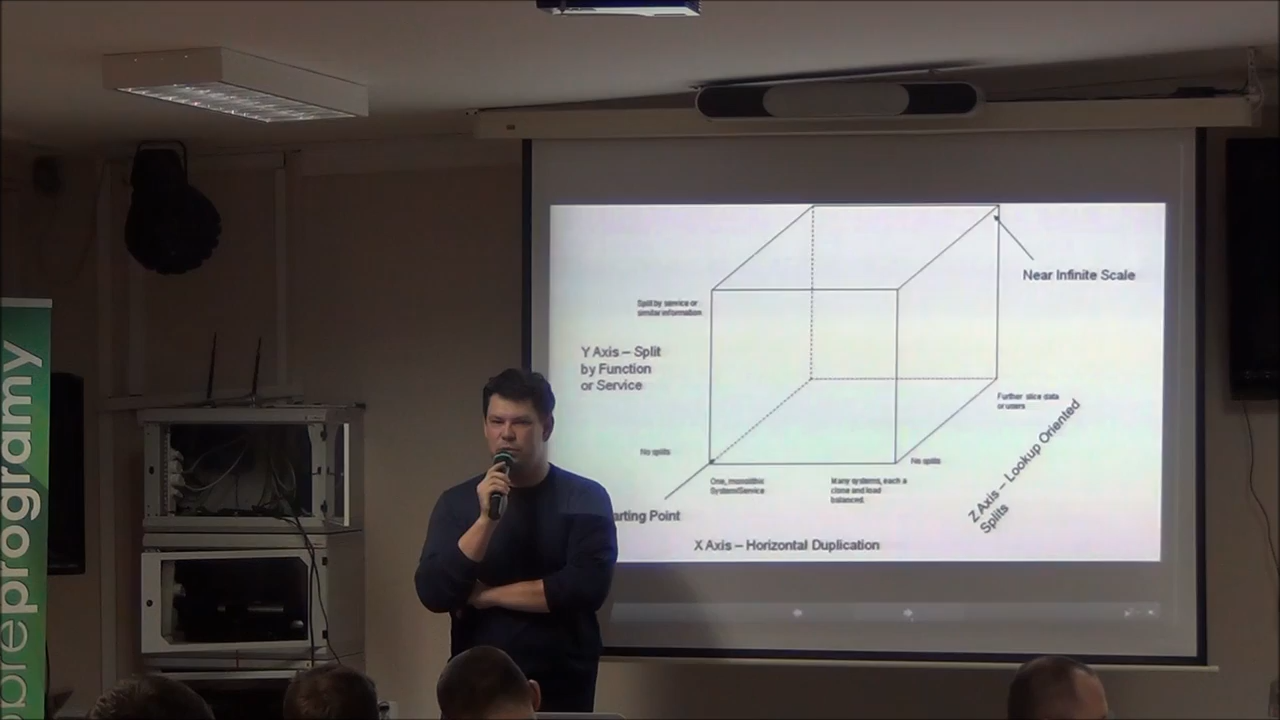 Near Infinite Scale
Split by service or
similar information
Y Axis – Split
by Function
or Service
Further slice data
or users
Z Axis – Lookup Oriented
Splits
No splits
No splits
One, monolithic
System/Service
Many systems, each a
clone and load
balanced.
arting Point
X Axis – Horizontal Duplication
breprogramy